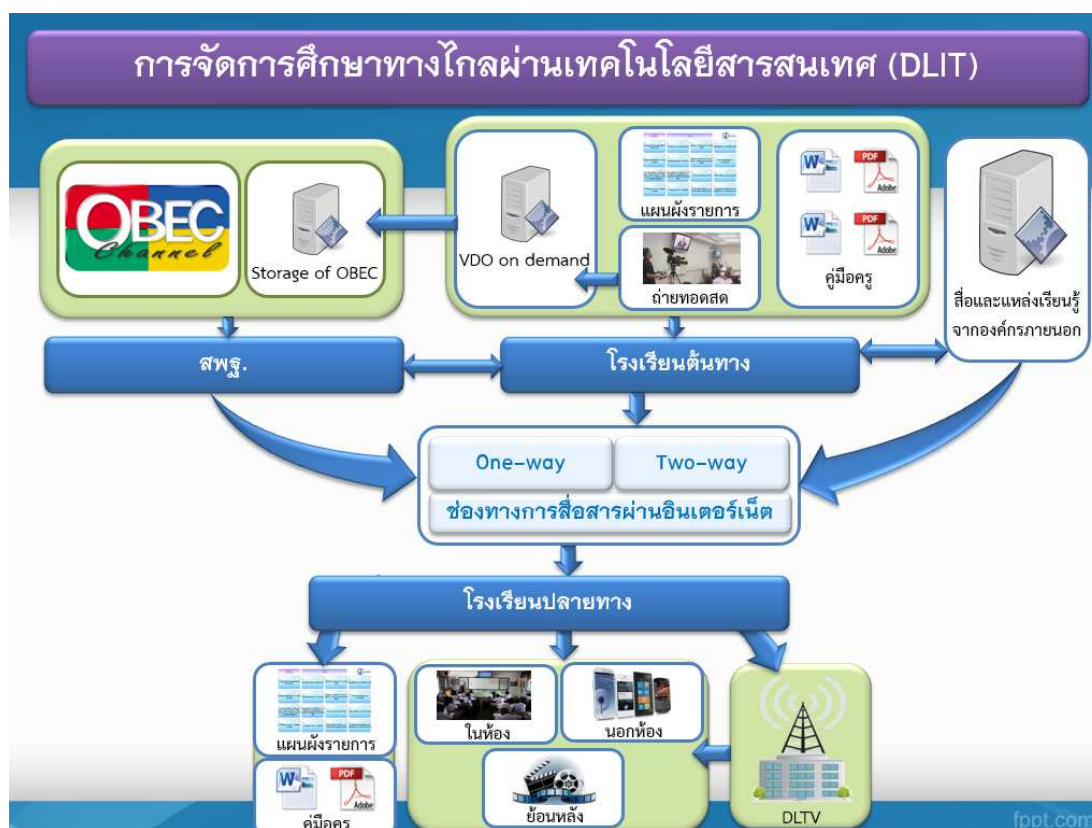 การจัดการศึกษาทางไกลผ่านเทคโนโลยีสารสนเทศ (DLIT)
OBEC
Channel
Storage of OBEC
VDO on demand
แผนผังรายการ
ถ่ายทอดสด
W
PDF
Adobe
W
PDF
Adobe
คู่มือครู
สื่อและแหล่งเรียนรู้
จากองค์กรภายนอก
สพฐ.
โรงเรียนต้นทาง
One-way
Two-way
ช่องทางการสื่อสารผ่านอินเตอร์เน็ต
โรงเรียนปลายทาง
แผนผังรายการ
W
PDF
Adobe
คู่มือครู
ในห้อง
นอกห้อง
ย้อนหลัง
DLTV
fppt.com